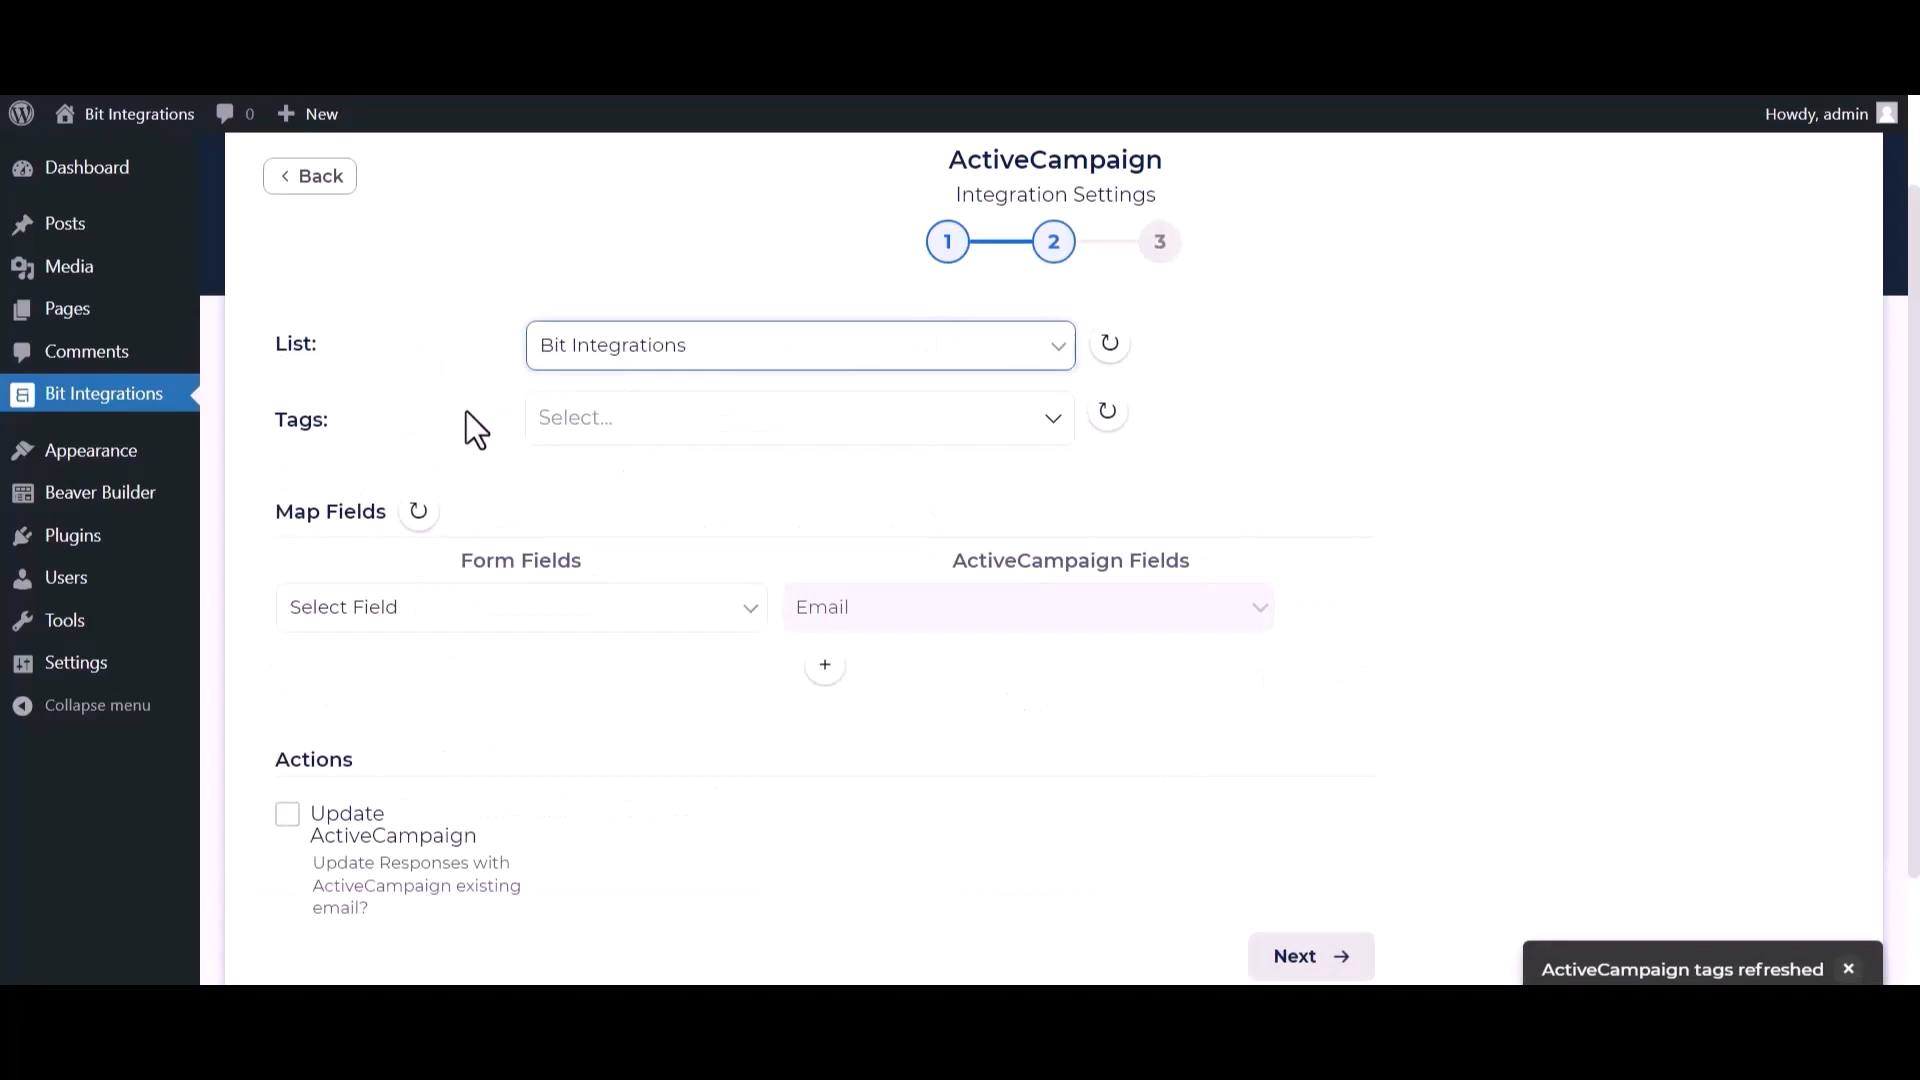 Bit Integrations
0
New
Howdy, admin
Dashboard
Posts
Media
Pages
Comments
Bit Integrations
Appearance
Beaver Builder
Plugins
Users
Tools
Settings
Collapse menu
Back
ActiveCampaign
Integration Settings
1
2
3
List:
Bit Integrations
Tags:
Select...
Map Fields
Form Fields
ActiveCampaign Fields
Select Field
Email
+
Actions
Update
ActiveCampaign
Update Responses with
ActiveCampaign existing
email?
Next →
ActiveCampaign tags refreshed ×